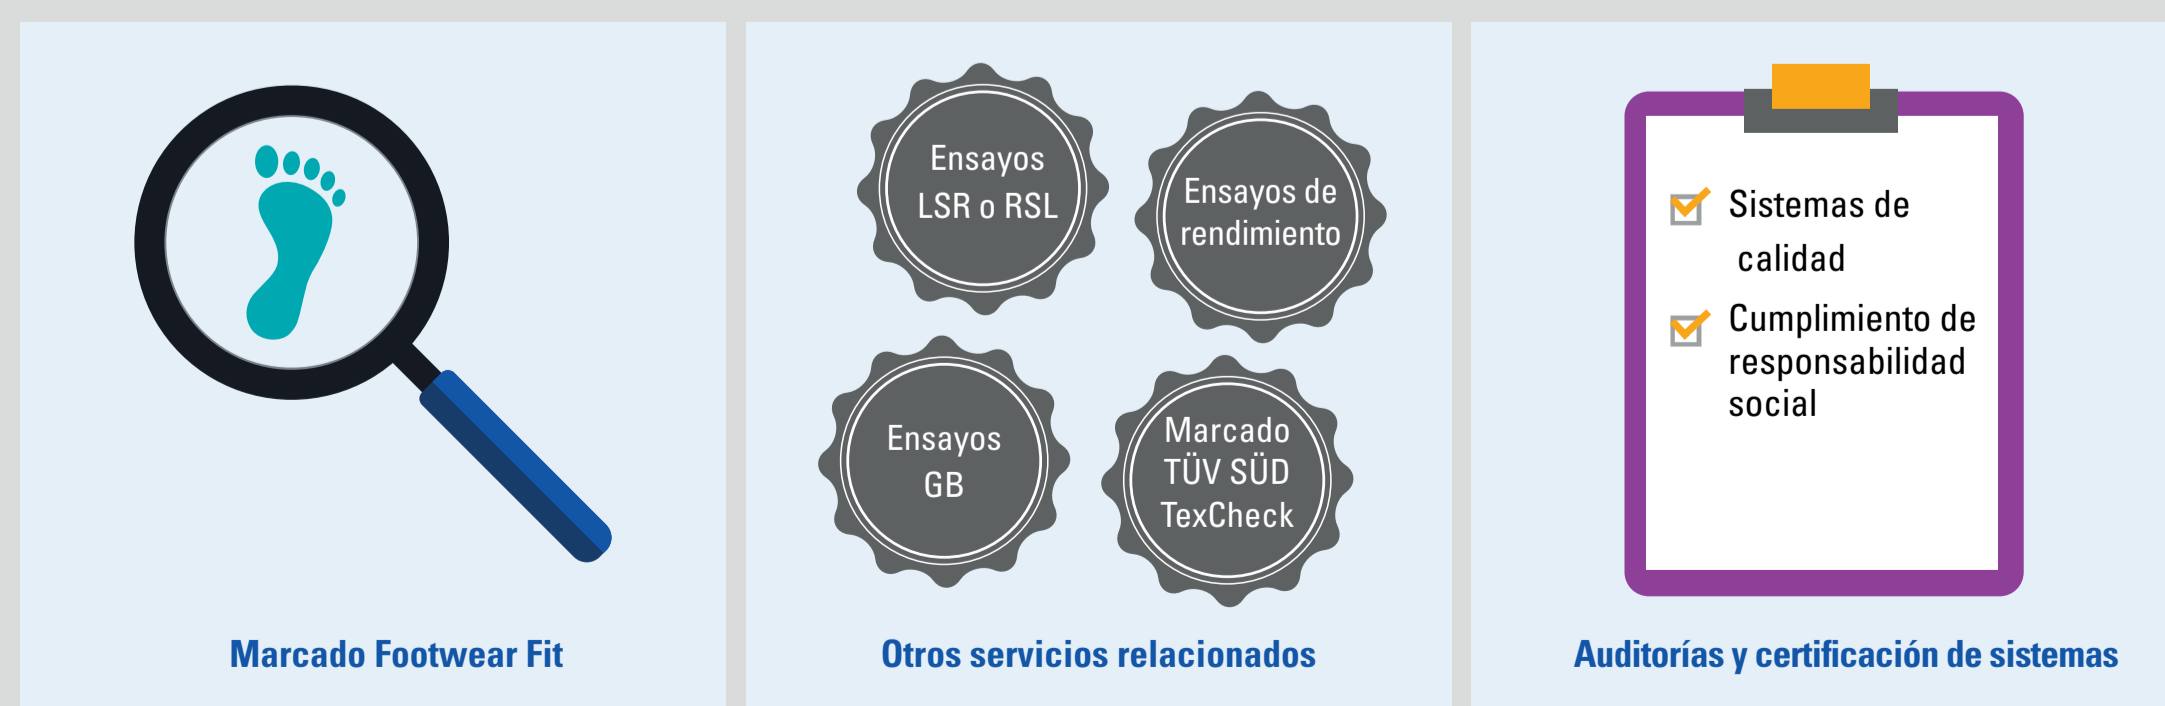 Marcado Footwear Fit
Ensayos
LSR o RSL
Ensayos de
rendimiento
Ensayos
GB
Marcado
TÜV SÜD
TexCheck
Otros servicios relacionados
Sistemas de
calidad
Cumplimiento de
responsabilidad
social
Auditorías y certificación de sistemas